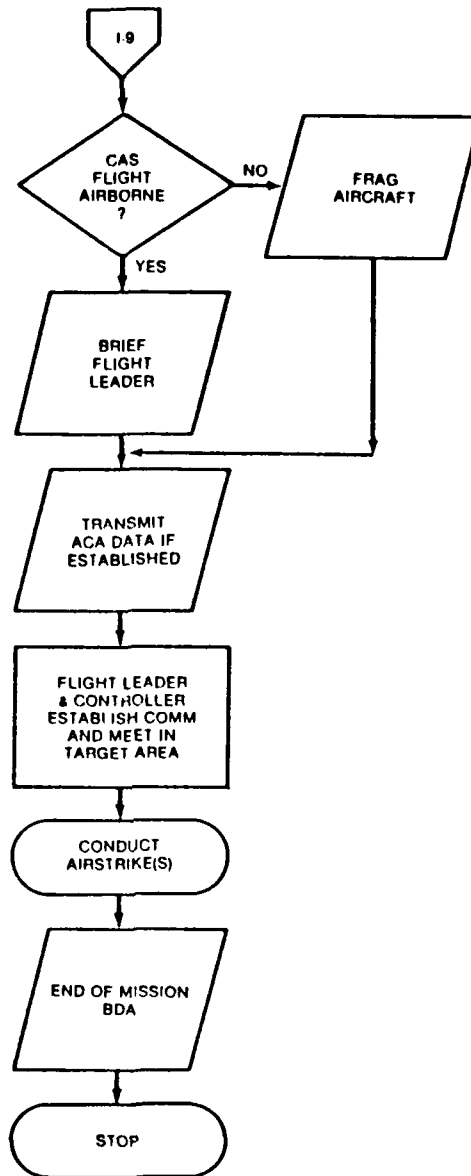 1.9
CAS
FLIGHT
AIRBORNE
?
NO
FRAG
AIRCRAFT
YES
BRIEF
FLIGHT
LEADER
TRANSMIT
ACA DATA IF
ESTABLISHED
FLIGHT LEADER
& CONTROLLER
ESTABLISH COMM
AND MEET IN
TARGET AREA
CONDUCT
AIRSTRIKE(S)
END OF MISSION
BDA
STOP